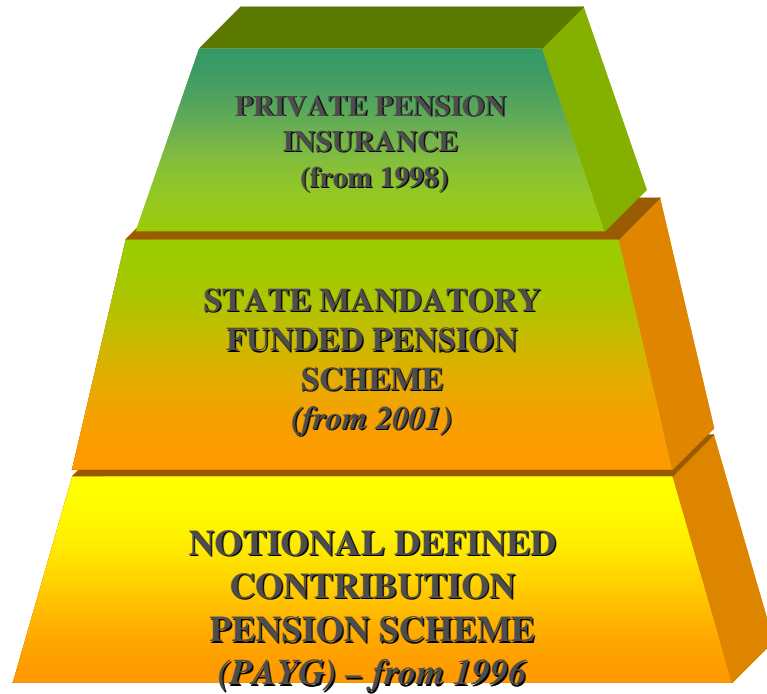 PRIVATE PENSION
INSURANCE
(from 1998)
STATE MANDATORY
FUNDED PENSION
SCHEME
(from 2001)
NOTIONAL DEFINED
CONTRIBUTION
PENSION SCHEME
(PAYG) – from 1996